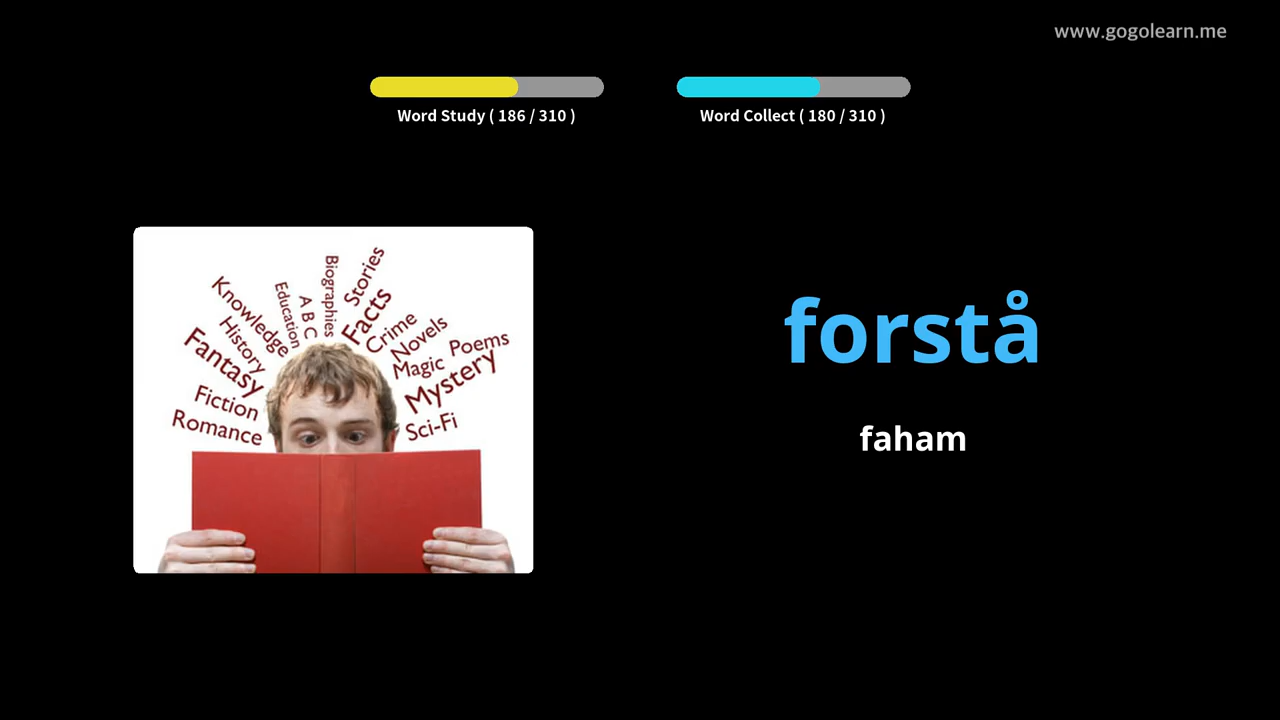 www.gogolearn.me
Word Study ( 186 / 310 )
Word Collect ( 180 / 310 )
Romance
Fiction
Fantasy
History
Knowledge
Education
A B C
Biographies
Stories
Facts
Crime
Novels
Magic
Poems
Mystery
Sci-Fi
forstå
faham